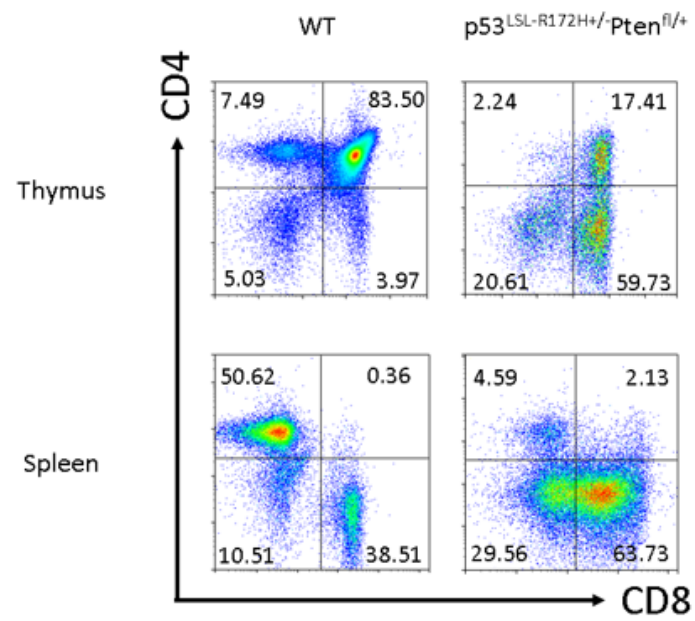 WT
p53LSL-R172H+/-Ptenfl/+
CD4
Thymus
7.49 83.50
5.03 3.97
2.24 17.41
20.61 59.73
Spleen
50.62 0.36
10.51 38.51
4.59 2.13
29.56 63.73
CD8